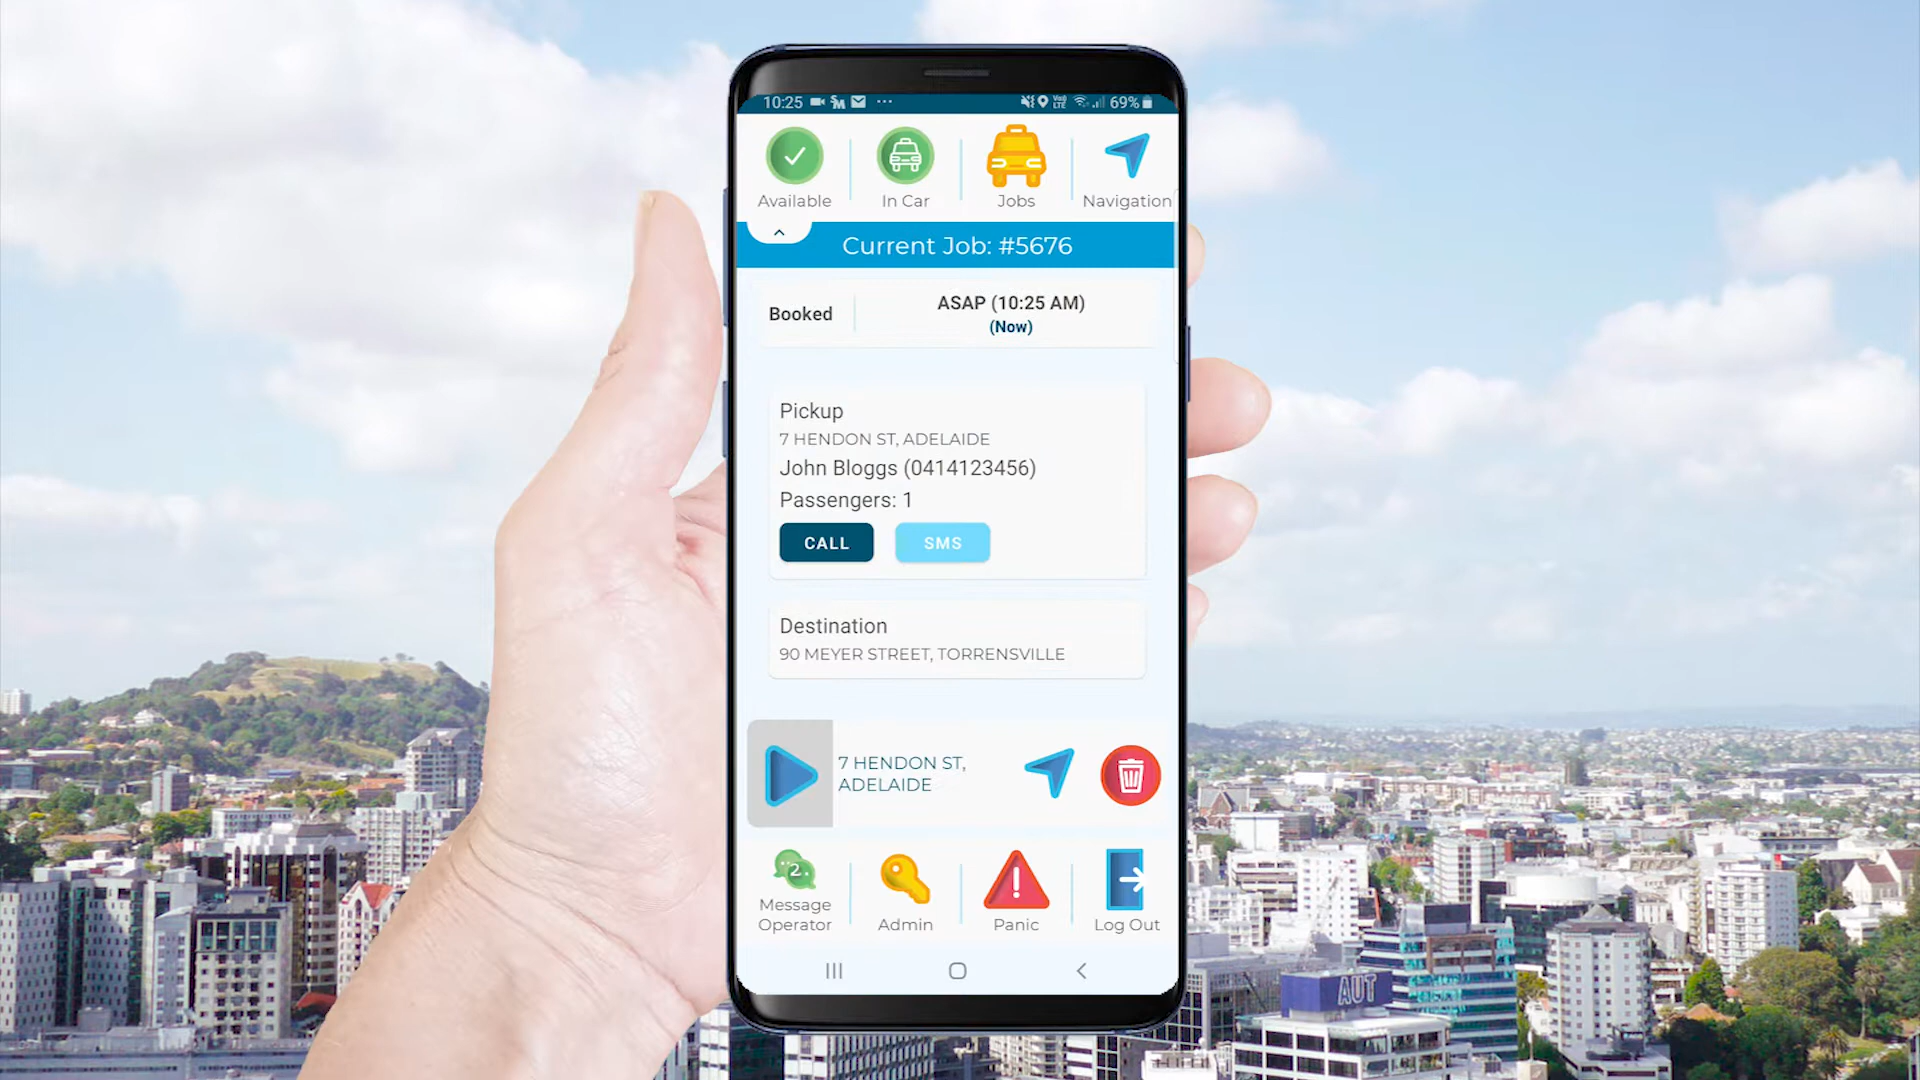 10:25
69%
Available
In Car
Jobs
Navigation
Current Job: #5676
Booked
ASAP (10:25 AM)
(Now)
Pickup
7 HENDON ST, ADELAIDE
John Bloggs (0414123456)
Passengers: 1
CALL
SMS
Destination
90 MEYER STREET, TORRENSVILLE
7 HENDON ST,
ADELAIDE
2
Message
Operator
Admin
Panic
Log Out
AUT